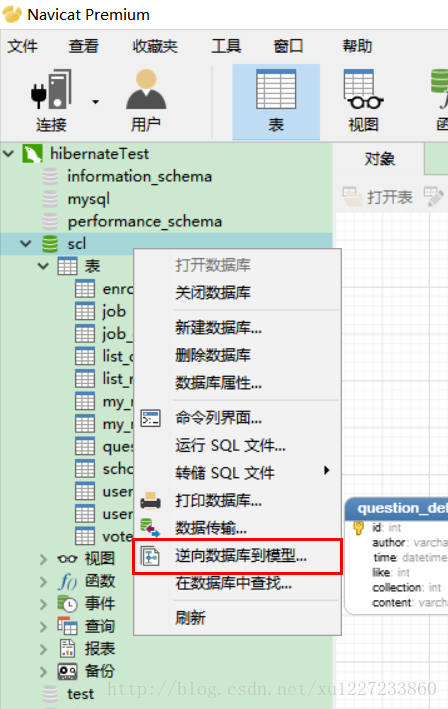 Navicat Premium
文件 查看 收藏夹 工具 窗口 帮助
连接 用户 表 视图
hibernateTest
information_schema
mysql
performance_schema
scl
表
enro
job
job_
list_
list_
my_
my_
ques
scho
user
user
vote
视图
函数
事件
查询
报表
备份
test
打开数据库
关闭数据库
新建数据库...
删除数据库
数据库属性...
命令列界面...
运行 SQL 文件...
转储 SQL 文件
打印数据库...
数据传输...
逆向数据库到模型...
在数据库中查找...
刷新
对象
打开表
question_de
id: int
author: varcha
time: datetime
like: int
collection: int
content: varch
http://blog.csdn.net/xu1227233860